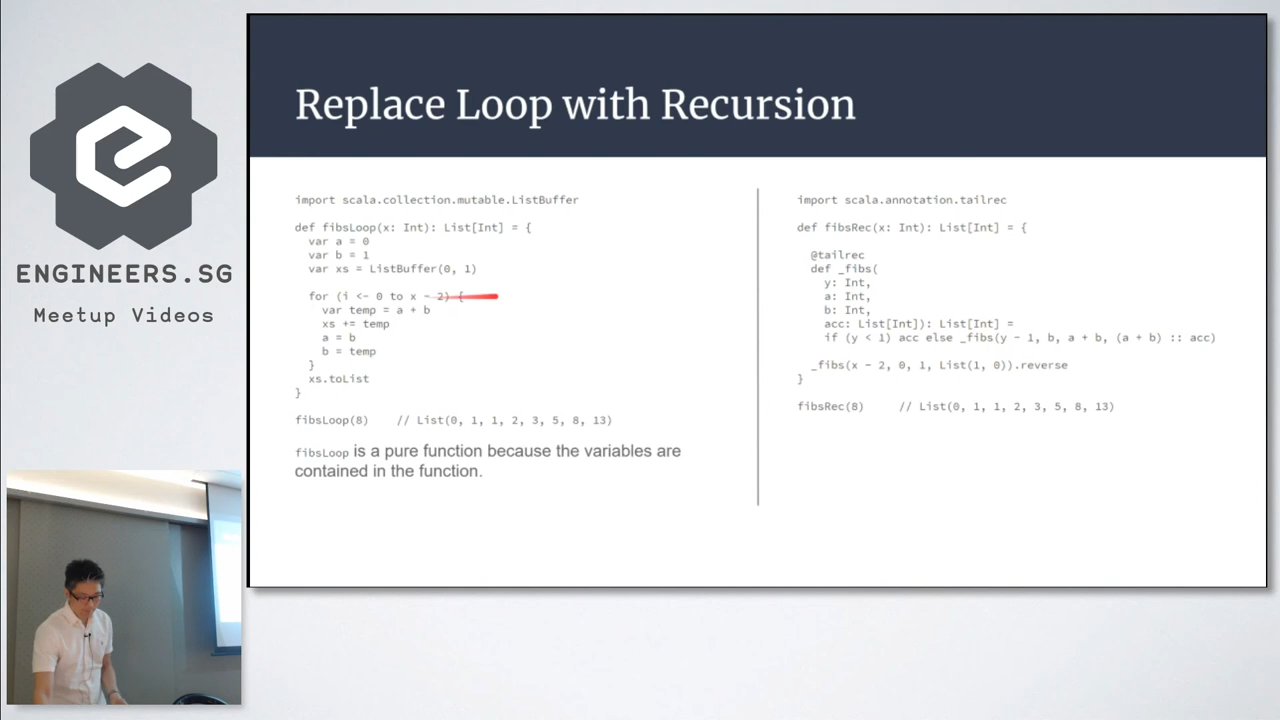 ENGINEERS.SG
Meetup Videos
Replace Loop with Recursion
import scala.collection.mutable.ListBuffer
def fibsLoop(x: Int): List[Int] = {
var a = 0
var b = 1
var xs = ListBuffer(0, 1)
for (i <- 0 to x - 2) {
var temp = a + b
xs += temp
a = b
b = temp
}
xs.toList
}
fibsLoop(8) // List(0, 1, 1, 2, 3, 5, 8, 13)
fibsLoop is a pure function because the variables are
contained in the function.
import scala.annotation.tailrec
def fibsRec(x: Int): List[Int] = {
@tailrec
def _fibs(
y: Int,
a: Int,
b: Int,
acc: List[Int]): List[Int] =
if (y < 1) acc else _fibs(y - 1, b, a + b, (a + b) :: acc)
_fibs(x - 2, 0, 1, List(1, 0)).reverse
}
fibsRec(8) // List(0, 1, 1, 2, 3, 5, 8, 13)